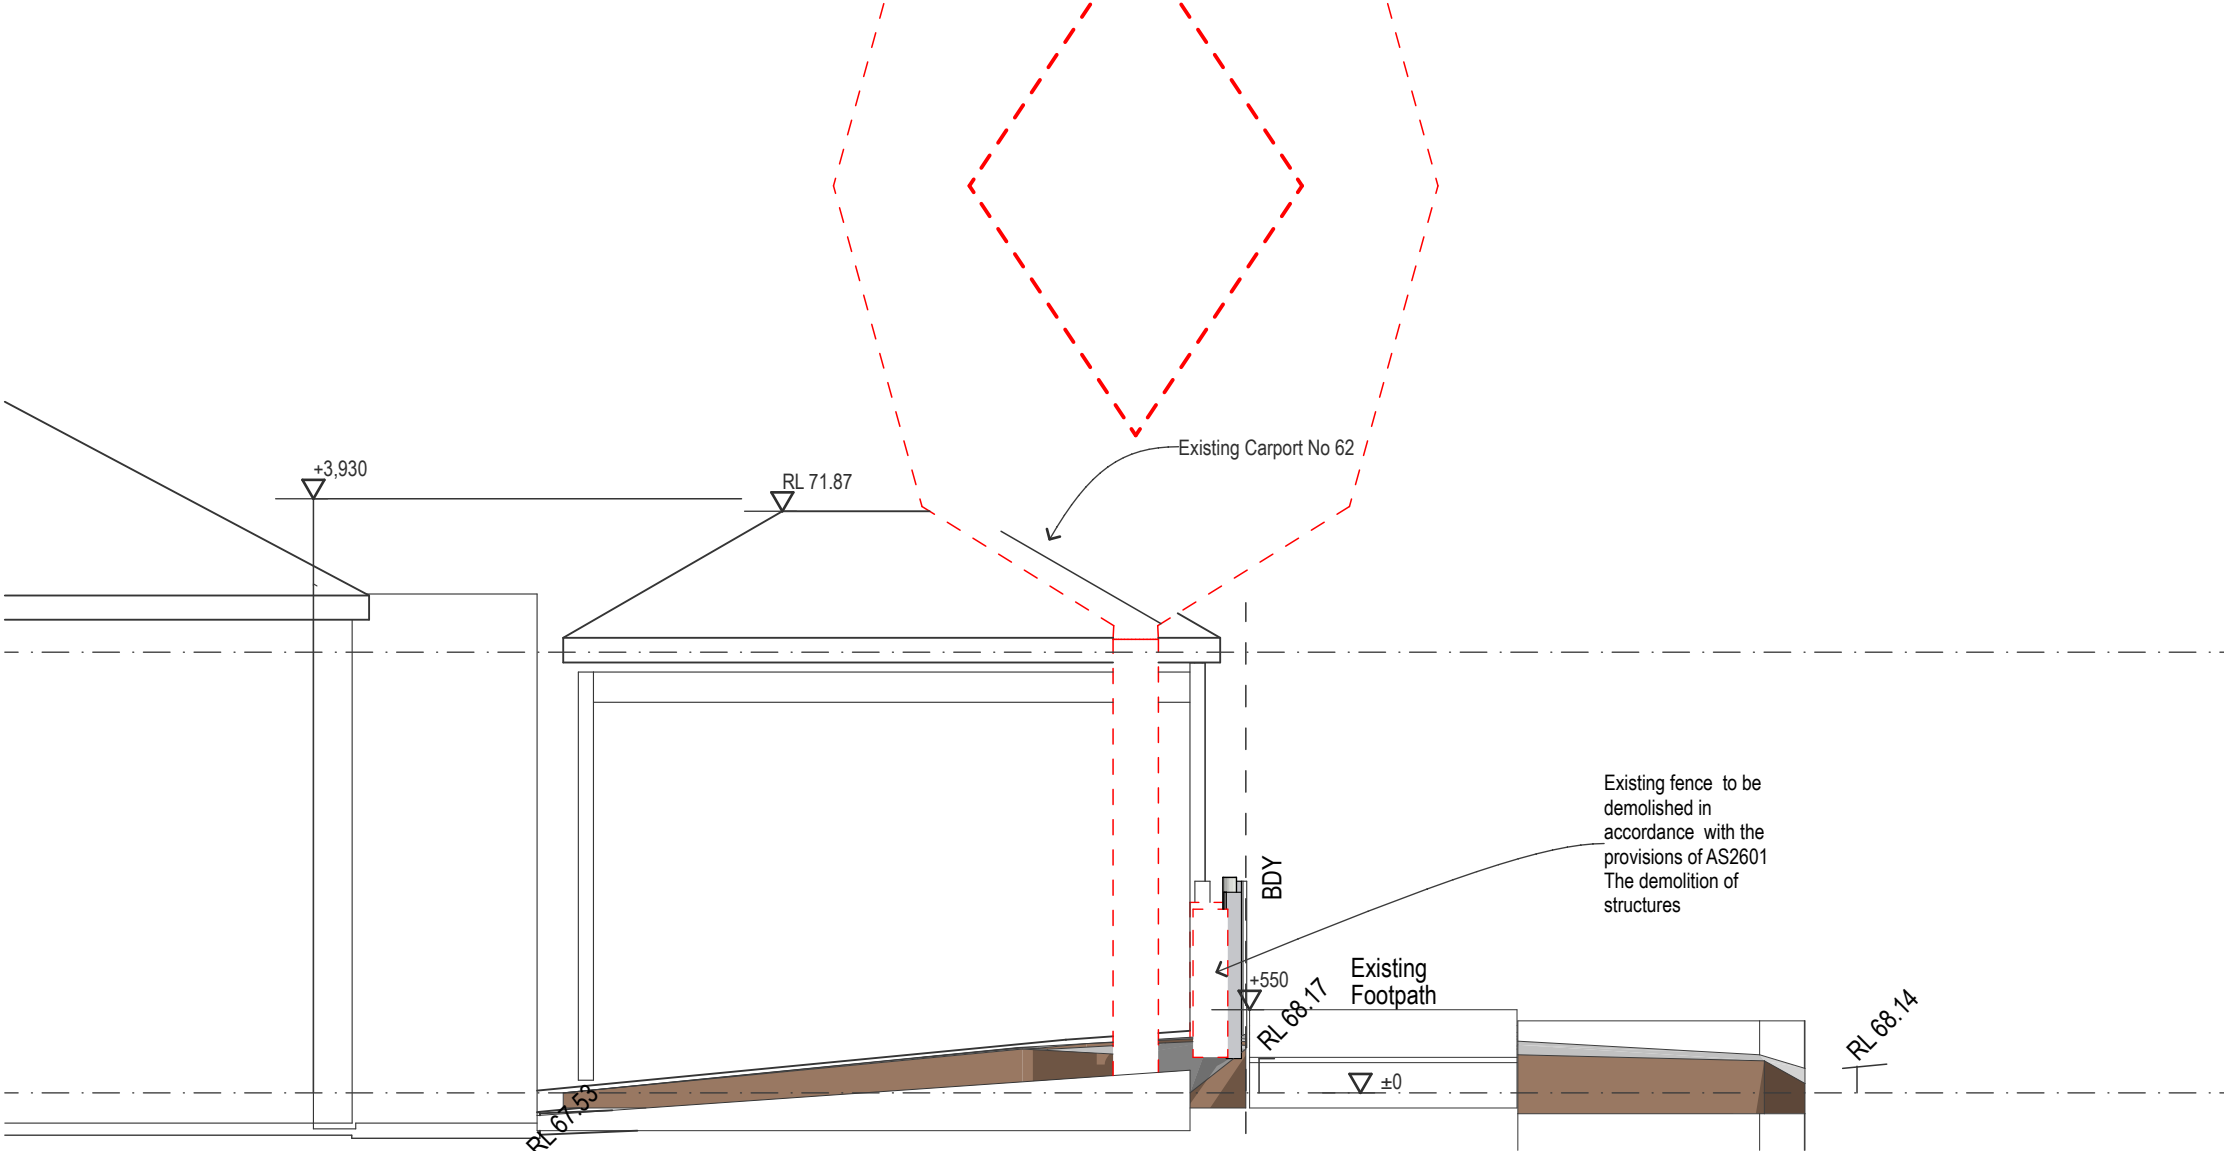 Existing Carport No 62
+3,930
RL 71.87
Existing fence to be
demolished in
accordance with the
provisions of AS2601
The demolition of
structures
BDY
+550
Existing
Footpath
RL 68.17
RL 68.14
±0
RL 67.53